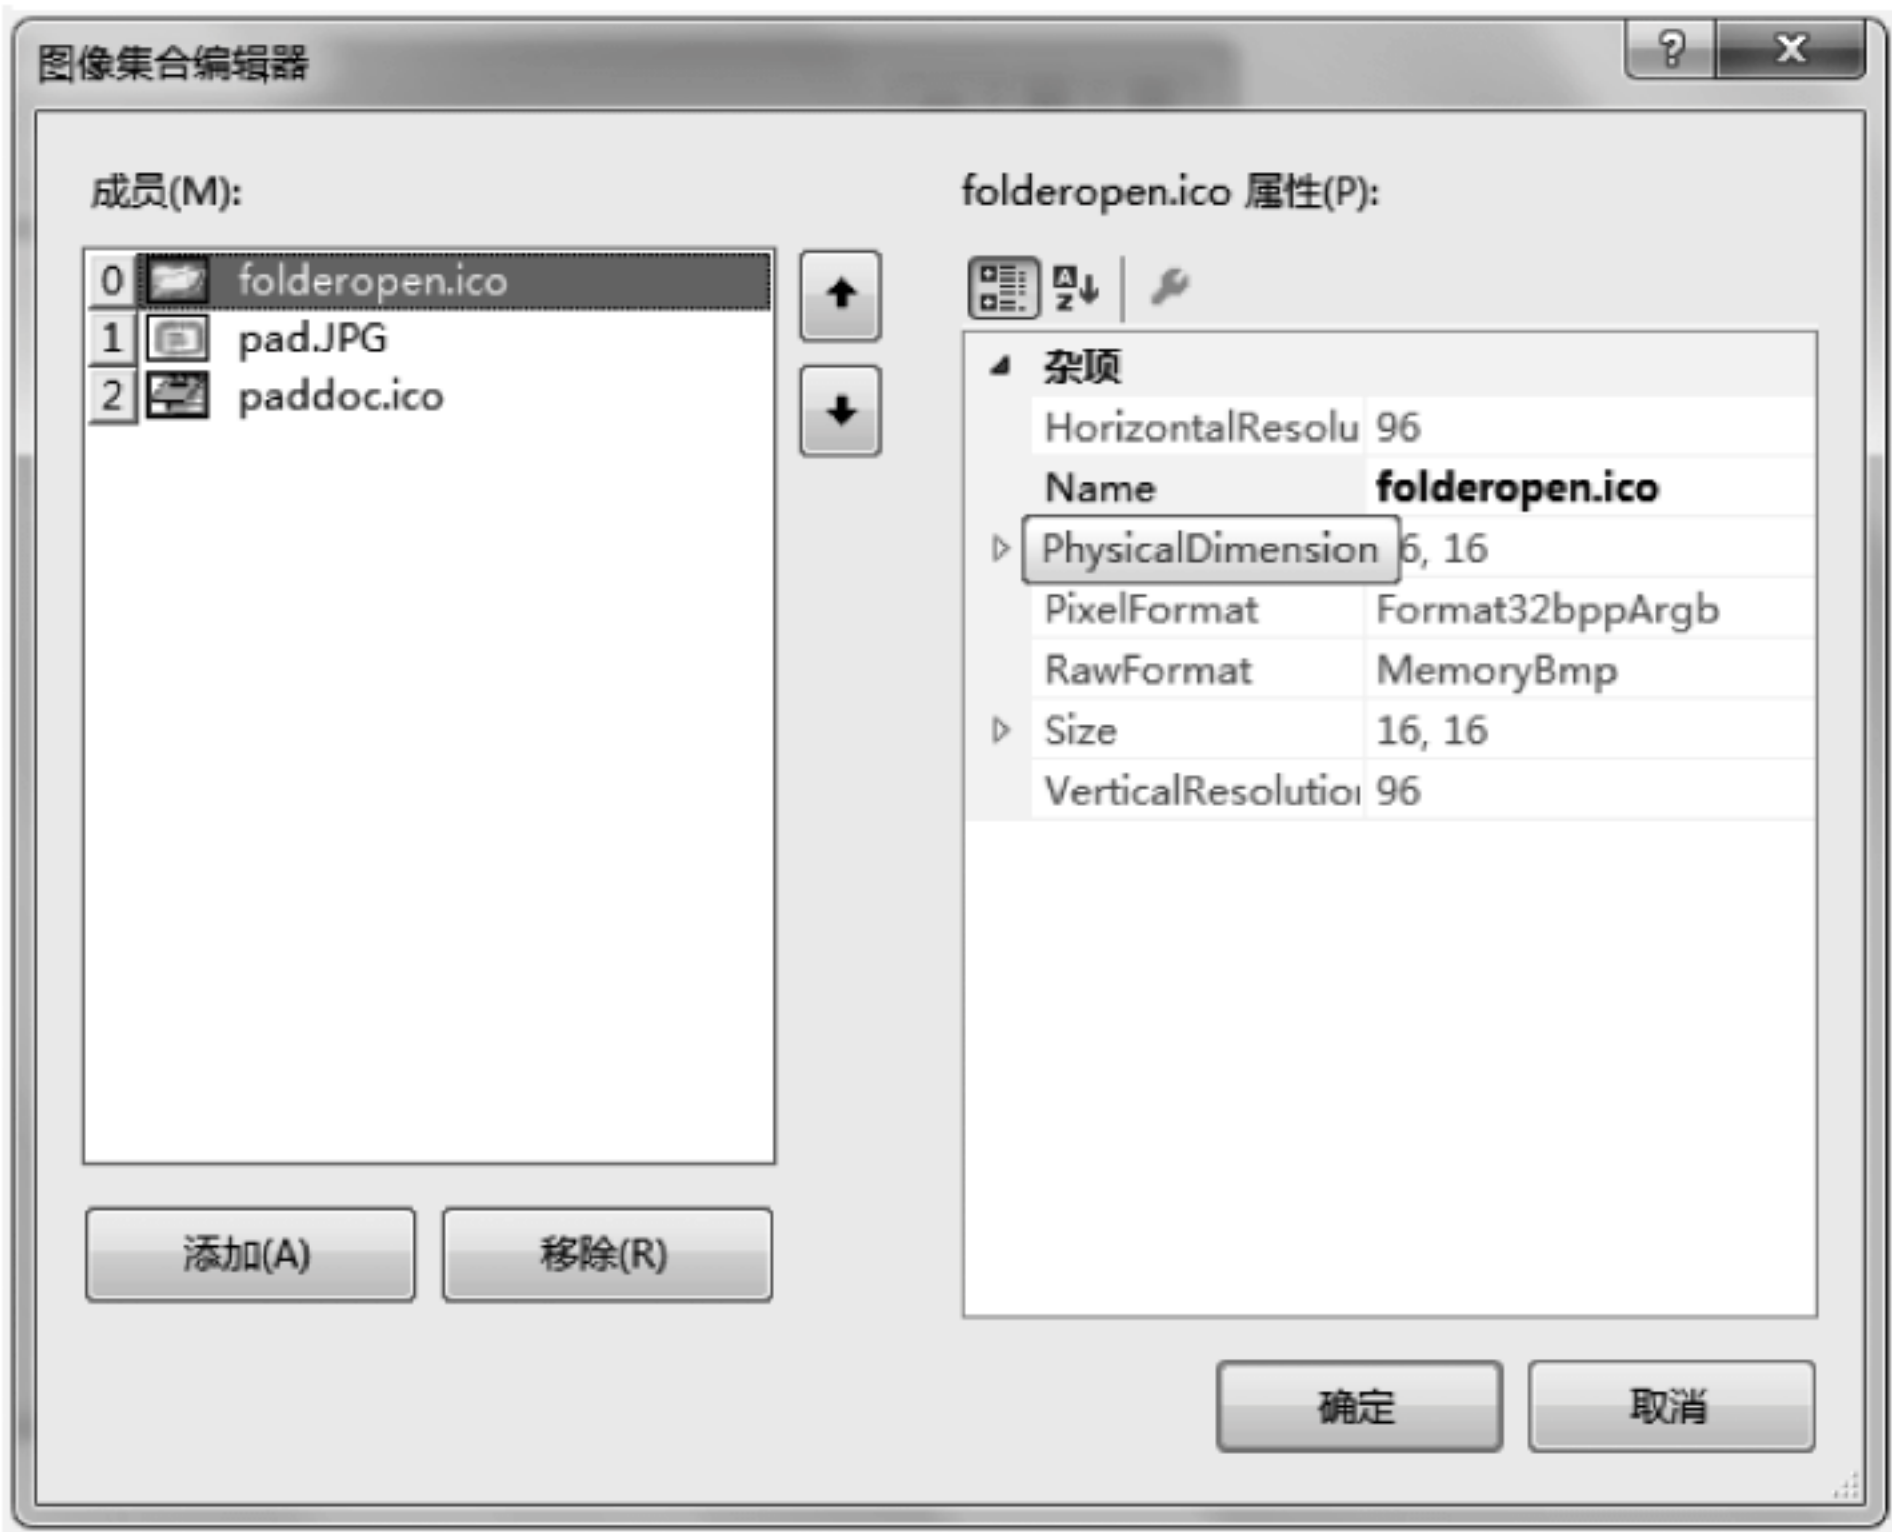 图像集合编辑器
成员(M):
0 folderopen.ico
1 pad.JPG
2 paddoc.ico
添加(A) 移除(R)
folderopen.ico 属性(P):
杂项
HorizontalResolu 96
Name folderopen.ico
PhysicalDimension 6, 16
PixelFormat Format32bppArgb
RawFormat MemoryBmp
Size 16, 16
VerticalResolution 96
确定 取消